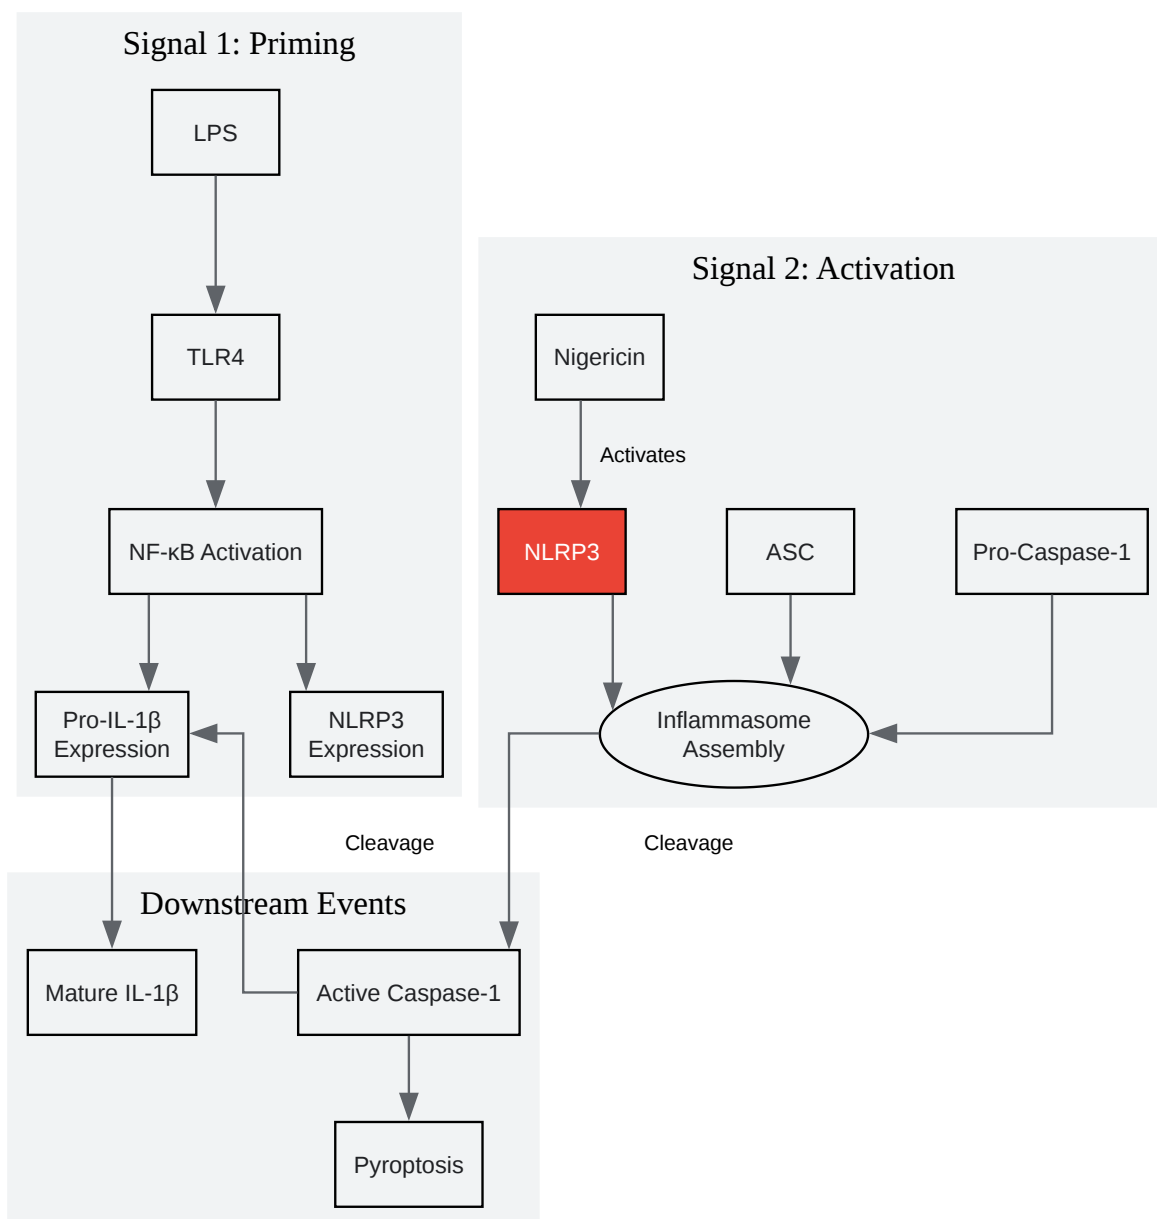 Signal 1: Priming
LPS
TLR4
NF-κB Activation
Pro-IL-1β
Expression
NLRP3
Expression
Signal 2: Activation
Nigericin
Activates
NLRP3
ASC
Pro-Caspase-1
Inflammasome
Assembly
Cleavage
Cleavage
Downstream Events
Mature IL-1β
Active Caspase-1
Pyroptosis